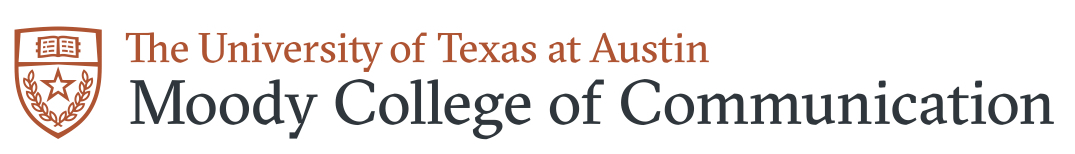 The University of Texas at Austin
Moody College of Communication